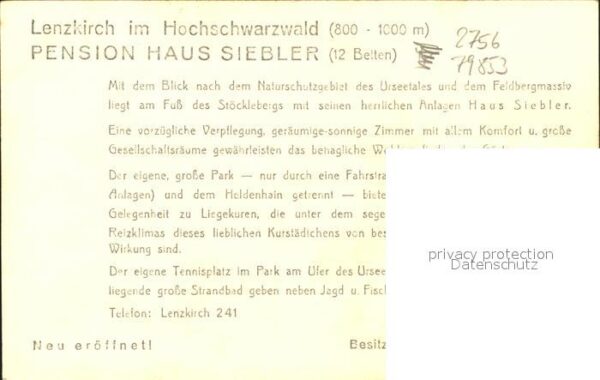 Lenzkirch im Hochschwarzwald (800 - 1000 m)
PENSION HAUS SIEBLER (12 Betten)
2756
79853
Mit dem Blick nach dem Naturschutzgebiet des Urseetales und dem Feldbergmassiv
liegt am Fuß des Stöcklebergs mit seinen herrlichen Anlagen Haus Siebler.
Eine vorzügliche Verpflegung, geräumige-sonnige Zimmer mit allem Komfort u. große
Gesellschaftsräume gewährleisten das behagliche
Der eigene, große Park — nur durch eine Fahrstra
Anlagen) und dem Heldenhain getrennt — biete
Gelegenheit zu Liegekuren, die unter dem sege
Reizklimas dieses lieblichen Kurstädtchens von bes
Wirkung sind.
Der eigene Tennisplatz im Park am Ufer des Ursee
liegende große Strandbad geben neben Jagd u. Fisc
Telefon: Lenzkirch 241
Neu eröffnet!
Besitz
privacy protection
Datenschutz